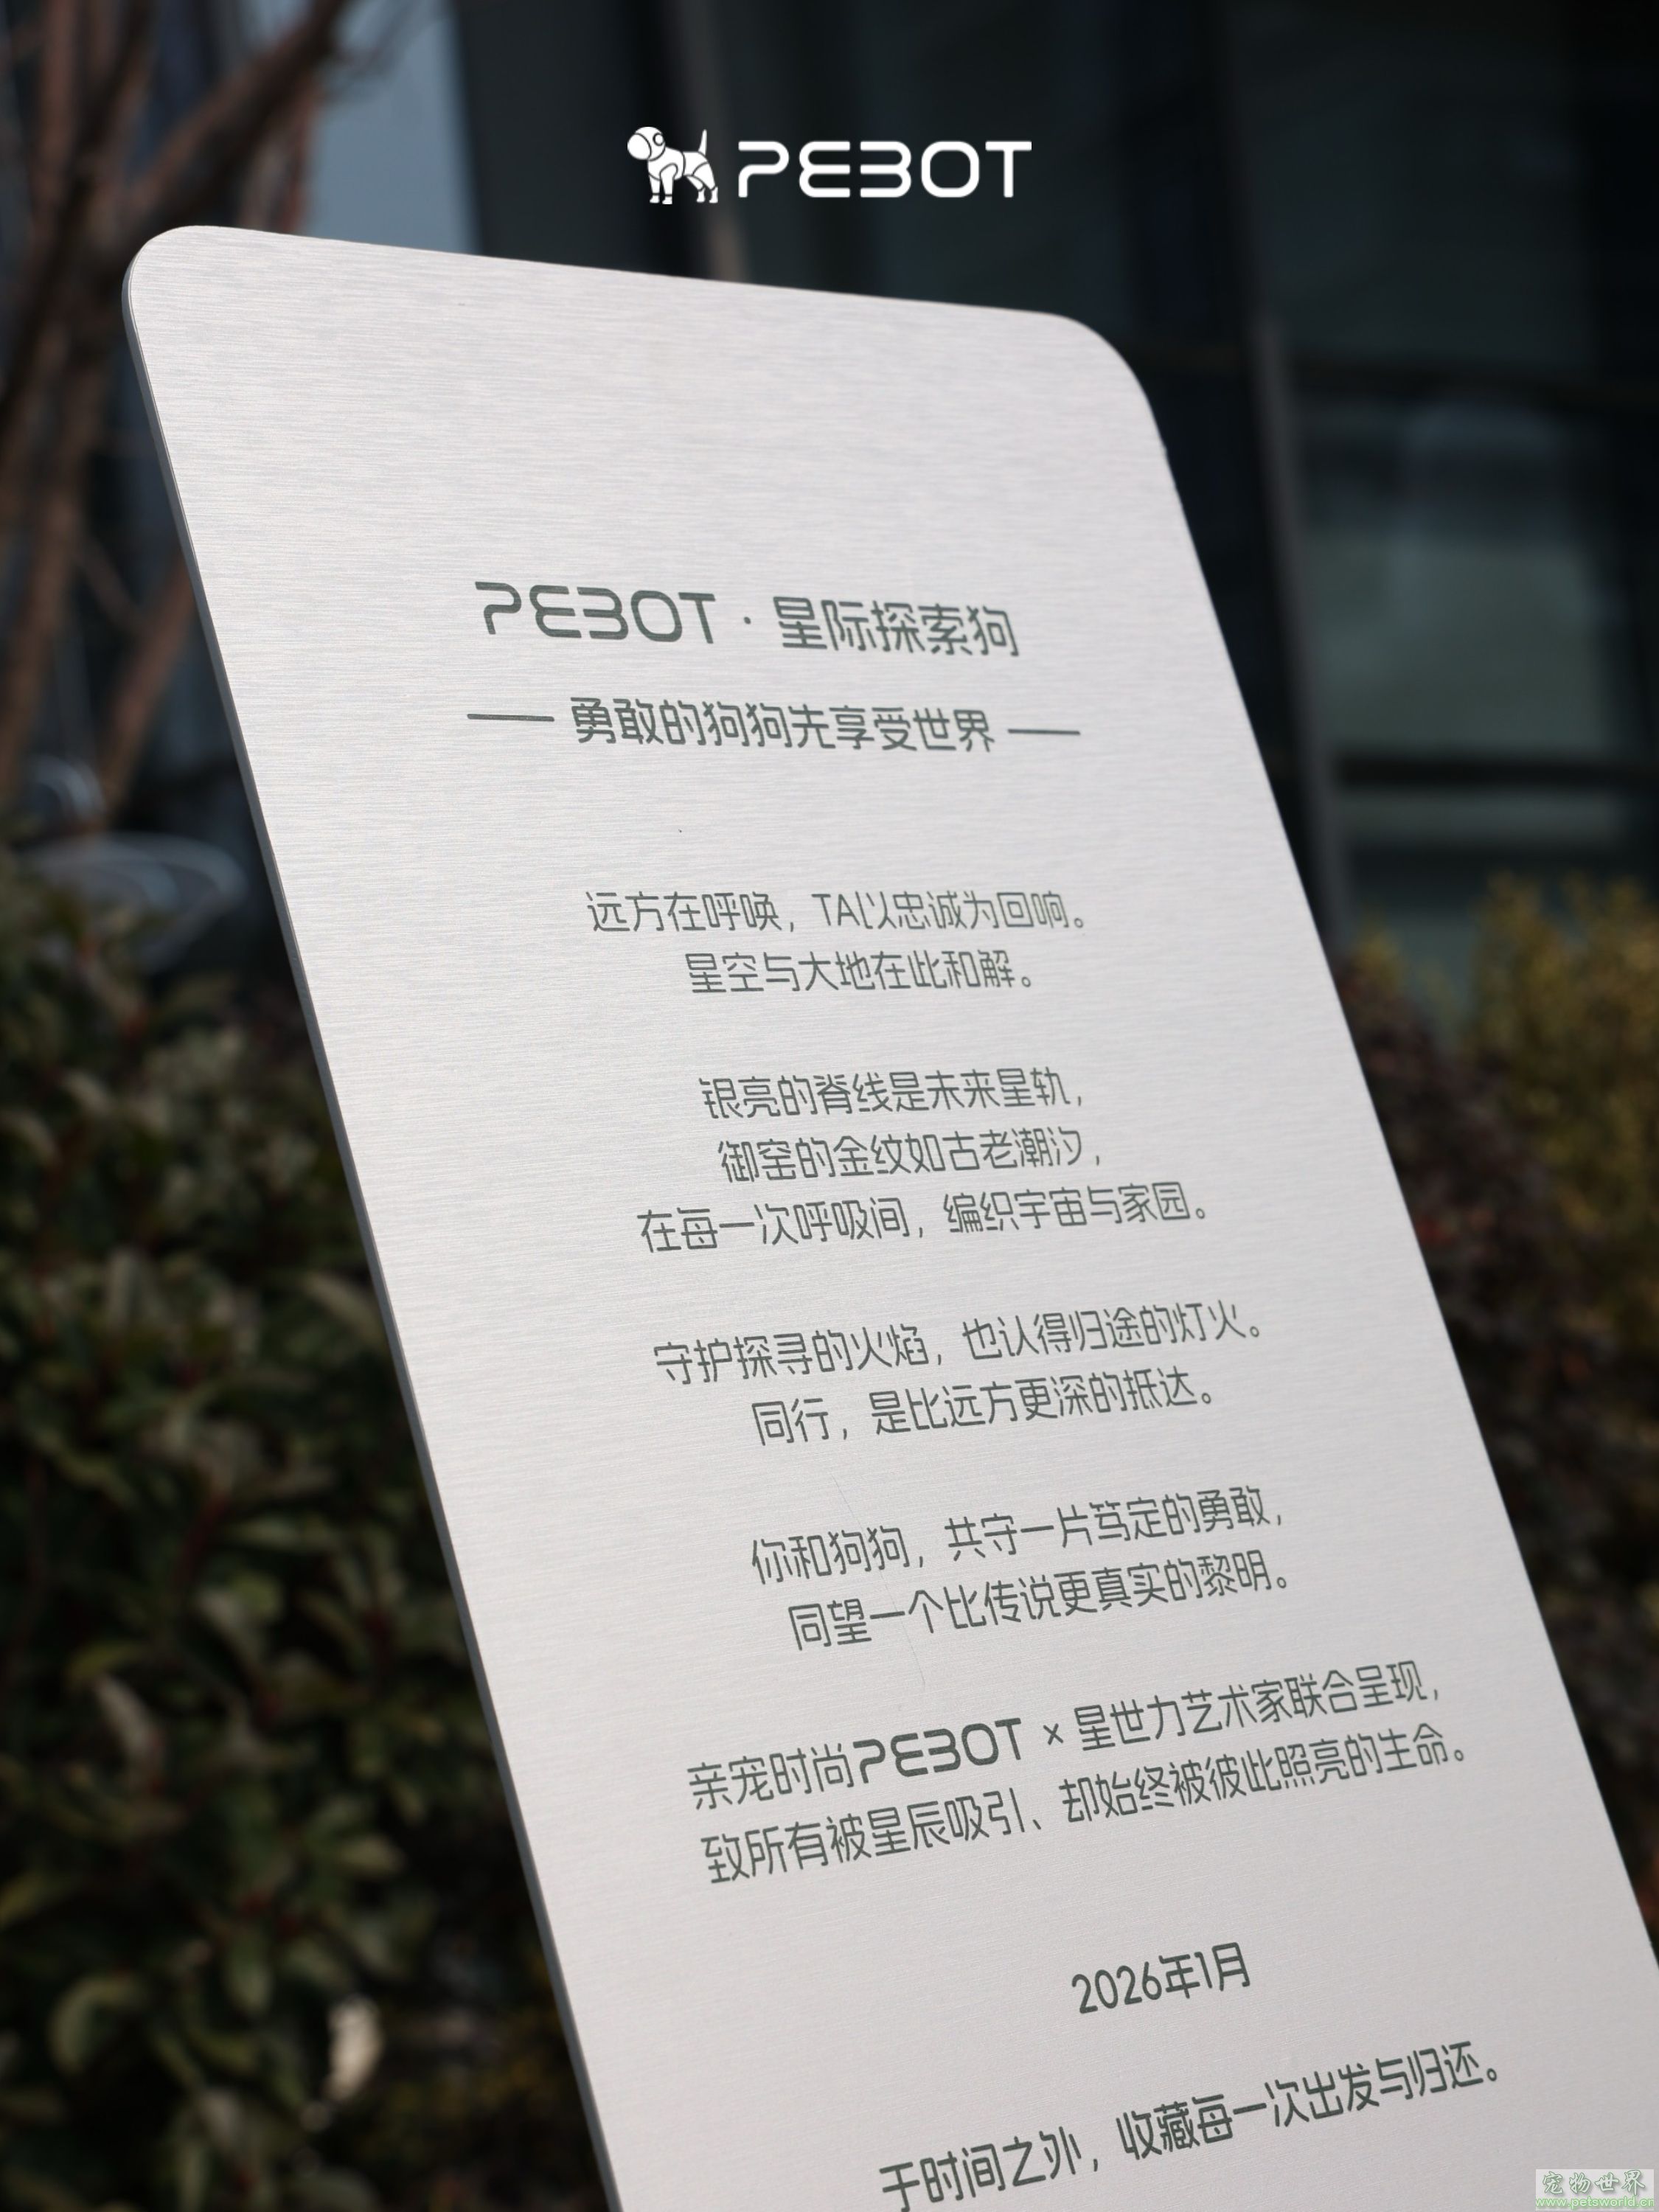 PEBOT
PEBOT · 星际探索狗
—— 勇敢的狗狗先享受世界 ——
远方在呼唤，TA以忠诚为回响。
星空与大地在此和解。
银亮的脊线是未来星轨，
御窑的金纹如古老潮汐，
在每一次呼吸间，编织宇宙与家园。
守护探寻的火焰，也认得归途的灯火。
同行，是比远方更深的抵达。
你和狗狗，共守一片笃定的勇敢，
同望一个比传说更真实的黎明。
亲宠时尚PEBOT × 星世力艺术家联合呈现，
致所有被星辰吸引、却始终被彼此照亮的生命。
2026年1月
于时间之外，收藏每一次出发与归还。
宠物世界
www.petsworld.cn